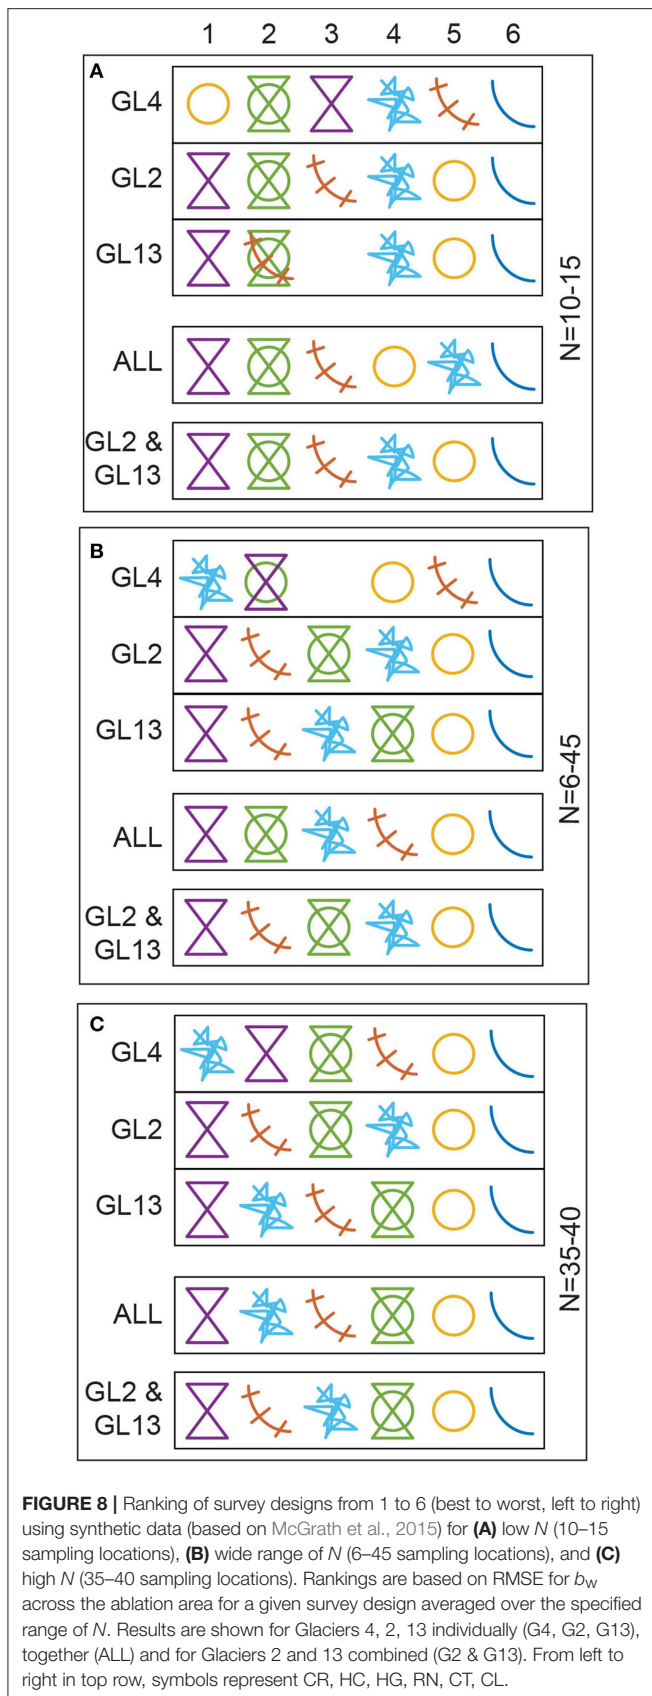 1 2 3 4 5 6
A
GL4
GL2
GL13
ALL
GL2 &
GL13
N=10-15
B
GL4
GL2
GL13
ALL
GL2 &
GL13
N=6-45
C
GL4
GL2
GL13
ALL
GL2 &
GL13
N=35-40
FIGURE 8 | Ranking of survey designs from 1 to 6 (best to worst, left to right)
using synthetic data (based on McGrath et al., 2015) for (A) low N (10–15
sampling locations), (B) wide range of N (6–45 sampling locations), and (C)
high N (35–40 sampling locations). Rankings are based on RMSE for bw
across the ablation area for a given survey design averaged over the specified
range of N. Results are shown for Glaciers 4, 2, 13 individually (G4, G2, G13),
together (ALL) and for Glaciers 2 and 13 combined (G2 & G13). From left to
right in top row, symbols represent CR, HC, HG, RN, CT, CL.